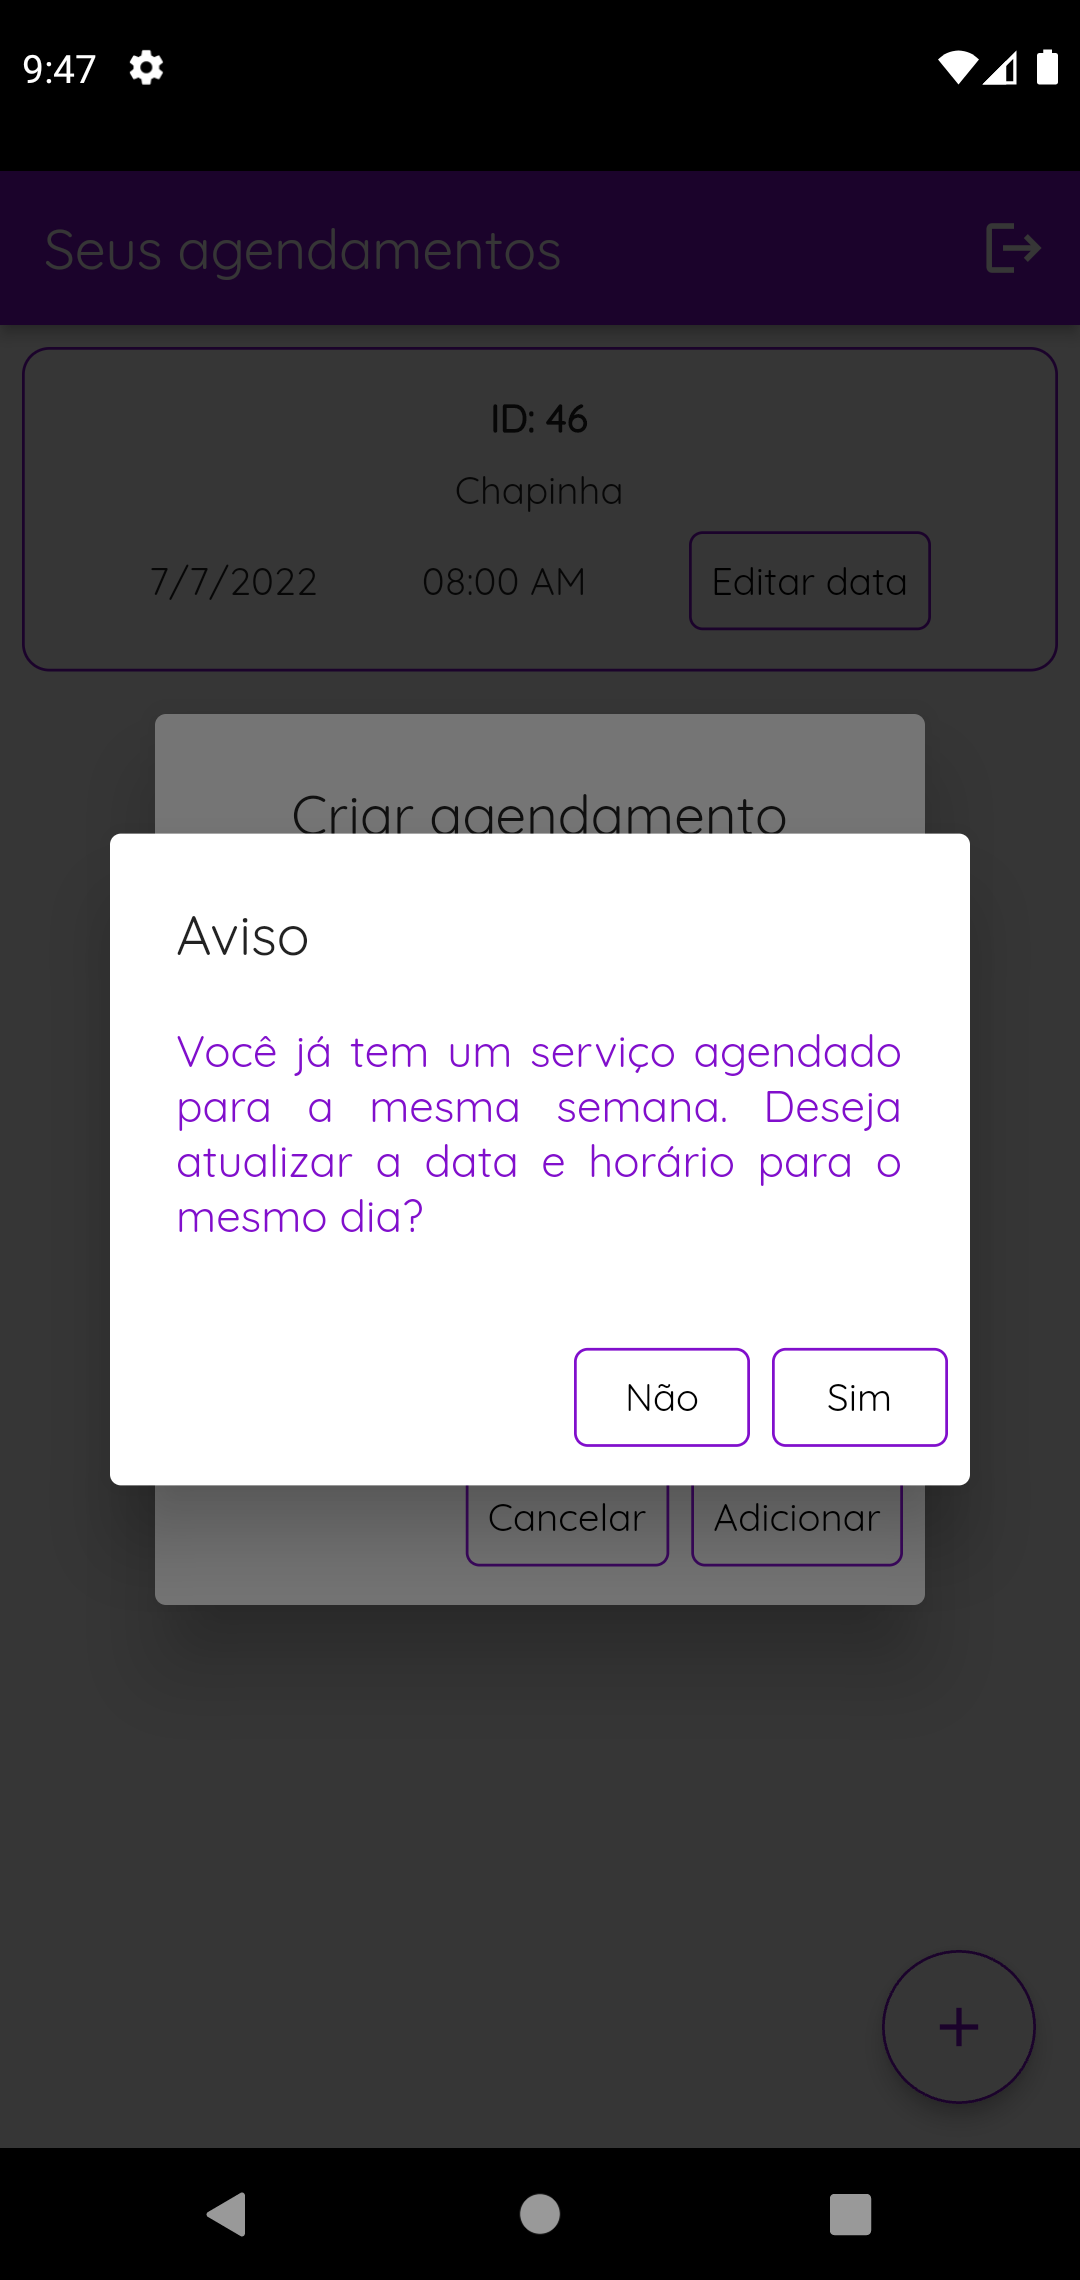 9:47
Seus agendamentos
ID: 46
Chapinha
7/7/2022 08:00 AM Editar data
Criar agendamento
Aviso
Você já tem um serviço agendado
para a mesma semana. Deseja
atualizar a data e horário para o
mesmo dia?
Não Sim
Cancelar Adicionar